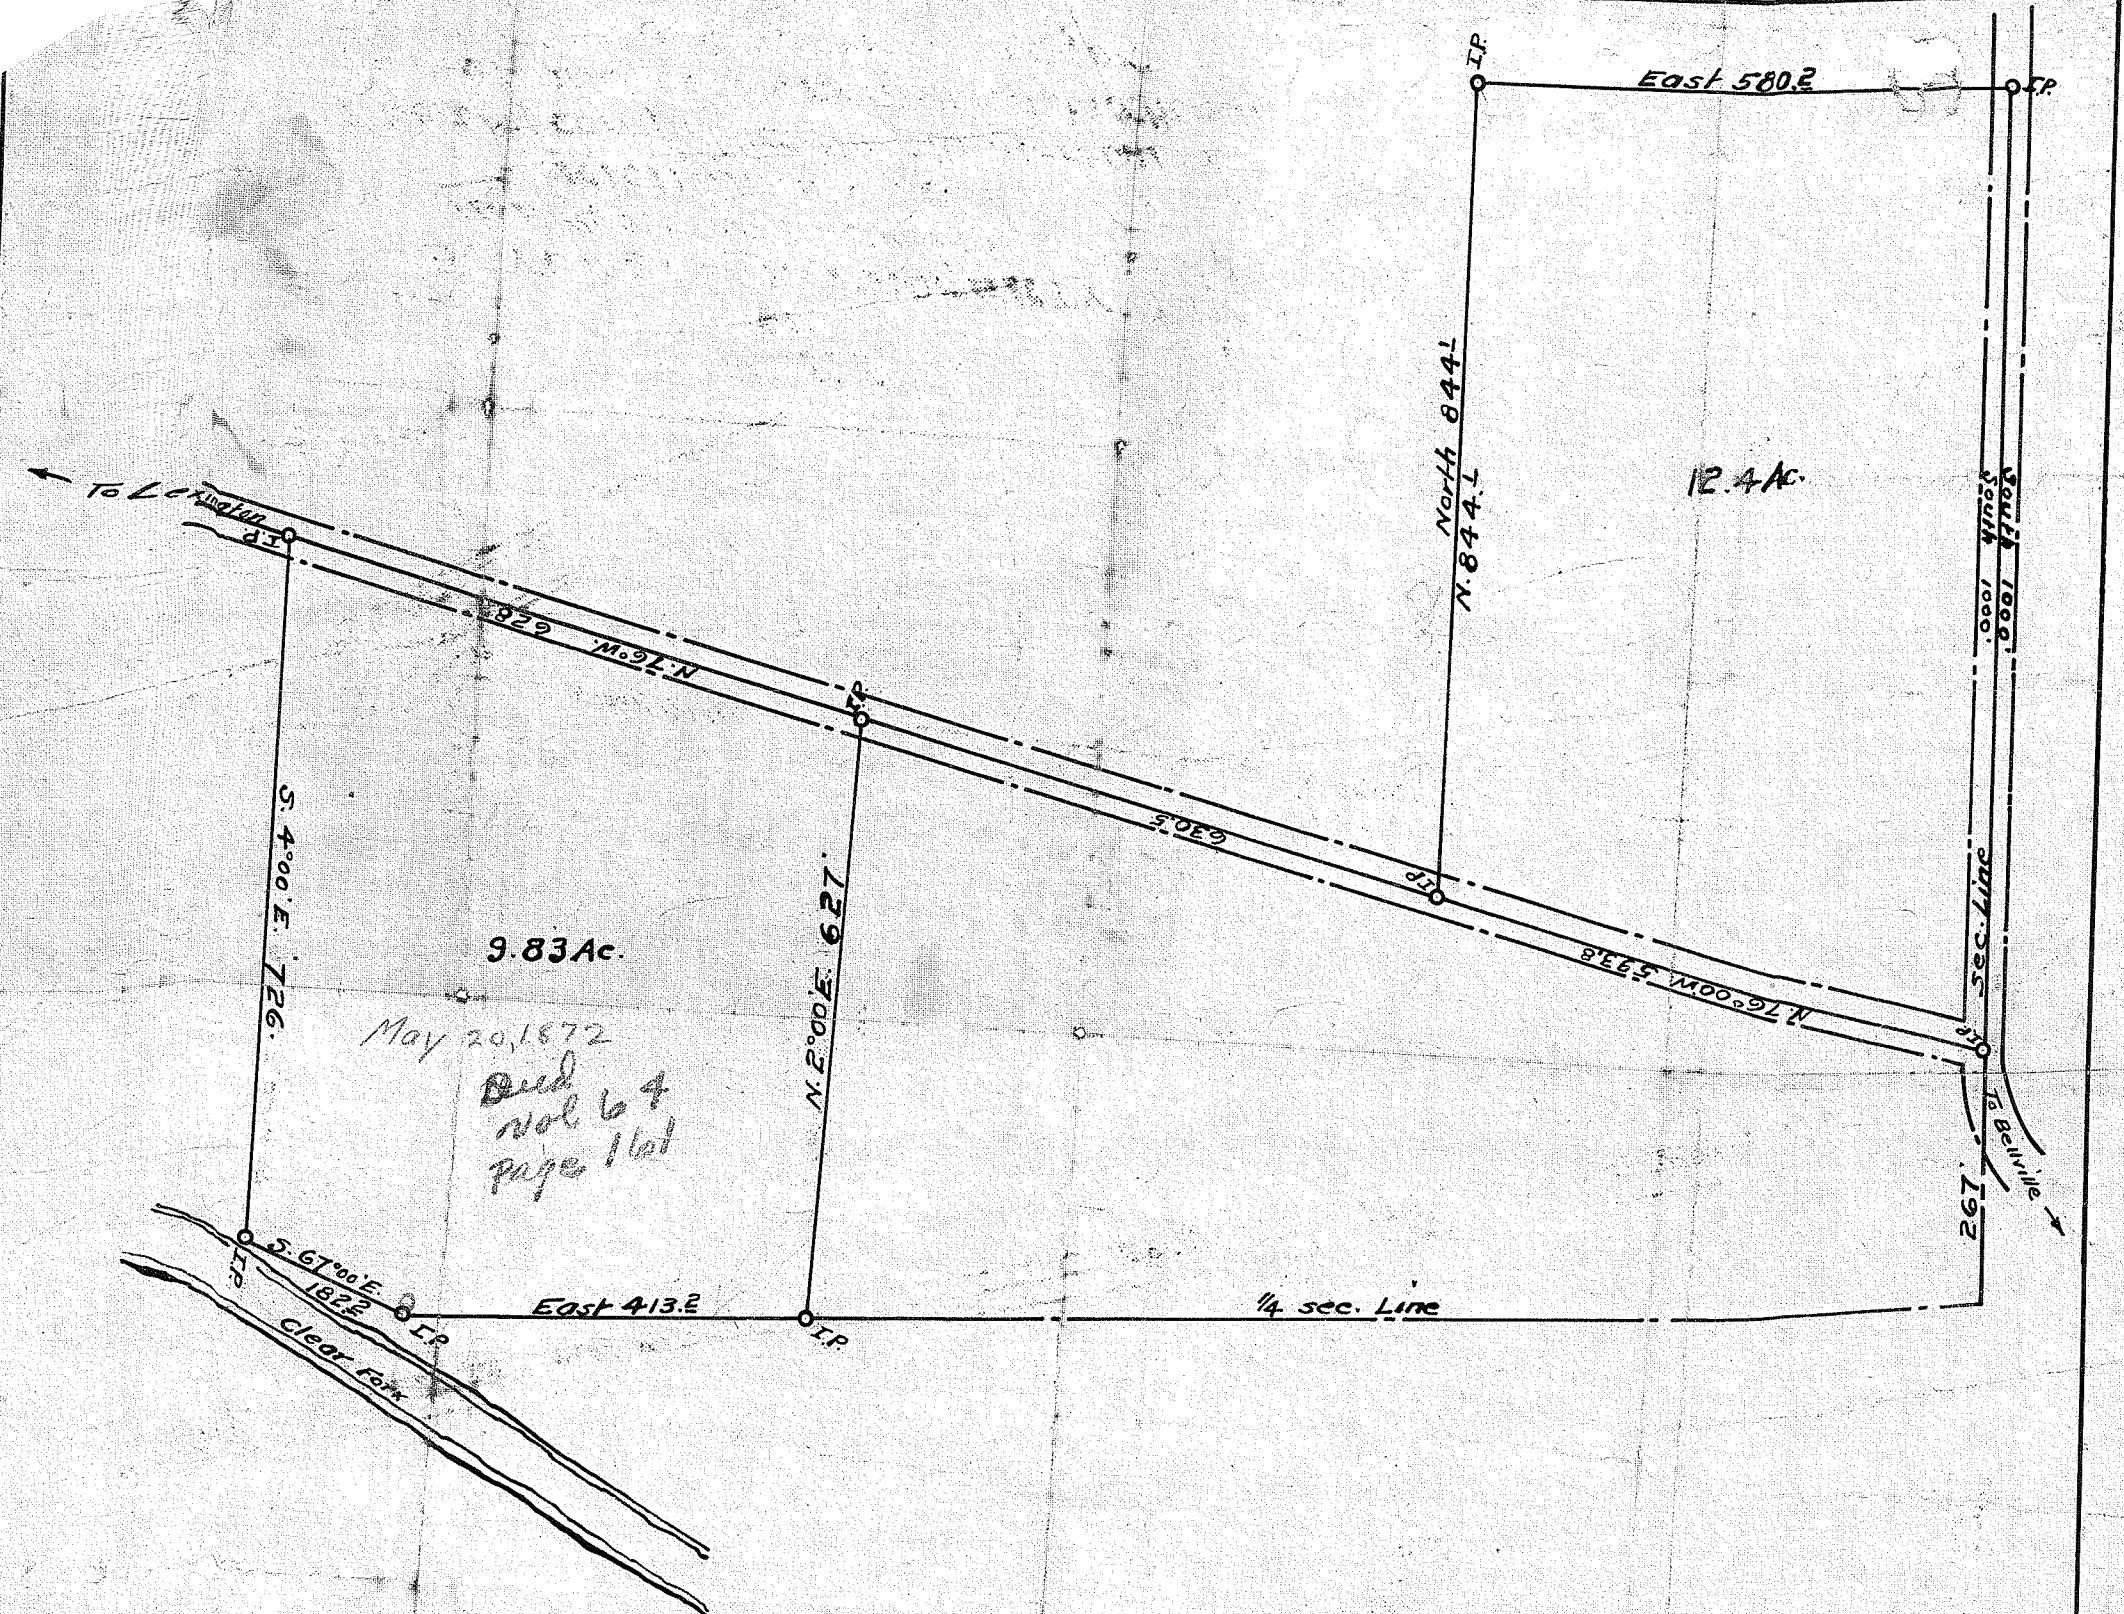 I.P.
East 580.2
I.P.
North 844.1
N. 844.1
12.4 Ac.
South 1000.'
South 1000.'
To Lexington
I.P.
628.
N. 76° W.
I.P.
630.5
I.P.
N. 76° 00' W. 593.8
Sec. Line
I.P.
To Bellville
267.'
S. 4° 00' E. 726.'
9.83 Ac.
N. 2° 00' E. 627.'
May 20, 1872
Deed
Vol 64
Page 161
I.P.
S. 67° 00' E.
182.2
I.P.
East 413.2
I.P.
1/4 sec. Line
Clear Fork